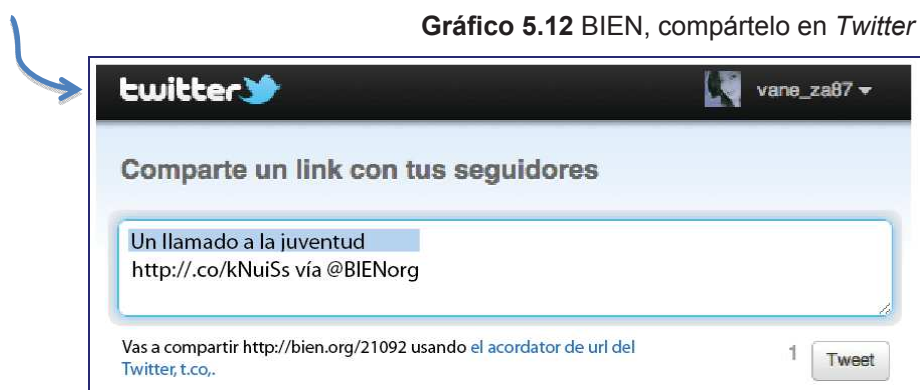 Gráfico 5.12 BIEN, compártelo en Twitter
twitter
vane_za87
Comparte un link con tus seguidores
Un llamado a la juventud
http://.co/kNuiSs vía @BIENorg
Vas a compartir http://bien.org/21092 usando el acordator de url del
Twitter, t.co,.
1 Tweet